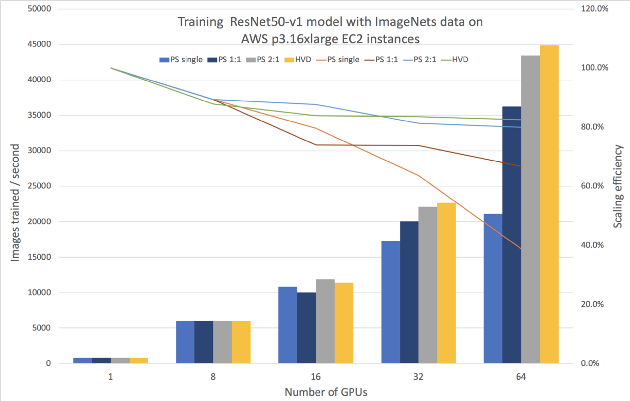 Training ResNet50-v1 model with ImageNets data on
AWS p3.16xlarge EC2 instances
PS single PS 1:1 PS 2:1 HVD PS single PS 1:1 PS 2:1 HVD
Images trained / second
50000
45000
40000
35000
30000
25000
20000
15000
10000
5000
0
120.0%
100.0%
80.0%
60.0%
40.0%
20.0%
0.0%
Scaling efficiency
1 8 16 32 64
Number of GPUs